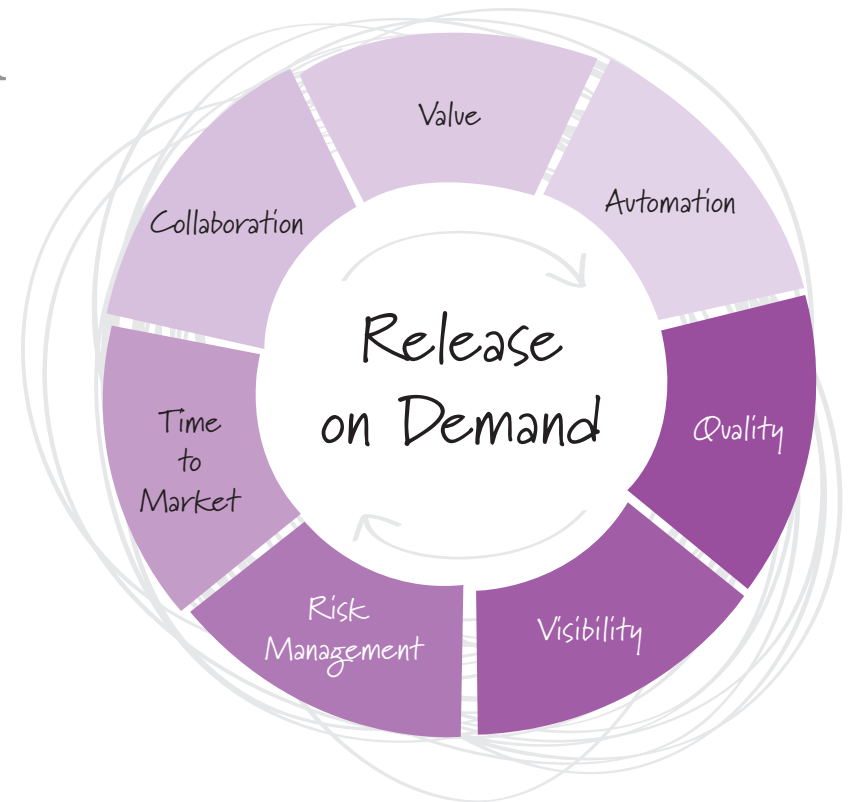 Value
Automation
Collaboration
Release
on Demand
Quality
Time
to
Market
Risk
Management
Visibility